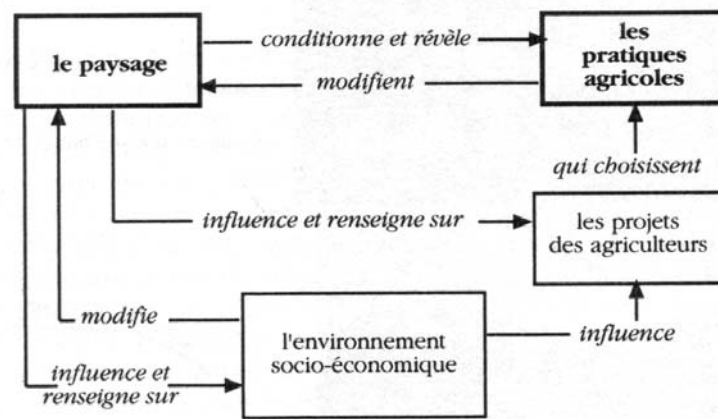 le paysage
conditionne et révèle
modifient
les
pratiques
agricoles
qui choisissent
influence et renseigne sur
les projets
des agriculteurs
modifie
l'environnement
socio-économique
influence
influence et
renseigne sur